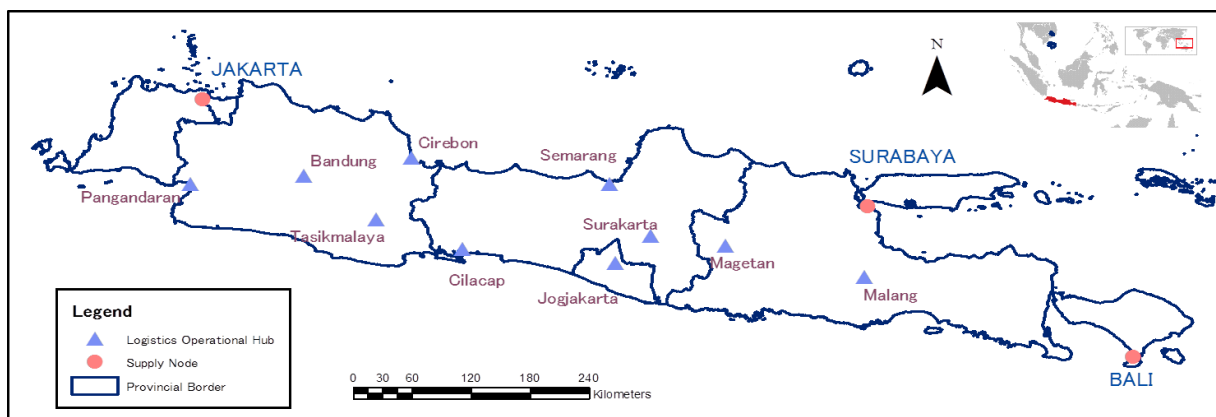 N
JAKARTA
Cirebon
Bandung
Semarang
SURABAYA
Pangandaran
Tasikmalaya
Surakarta
Magetan
Cilacap
Jogjakarta
Malang
BALI
Legend
Logistics Operational Hub
Supply Node
Provincial Border
0 30 60 120 180 240
Kilometers